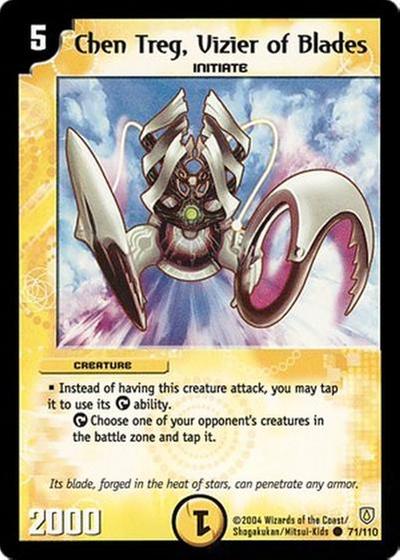 5
Chen Treg, Vizier of Blades
INITIATE
CREATURE
▪ Instead of having this creature attack, you may tap
it to use its ability.
Choose one of your opponent's creatures in
the battle zone and tap it.
Its blade, forged in the heat of stars, can penetrate any armor.
2000
1
©2004 Wizards of the Coast/
Shogakukan/Mitsui-Kids ● 71/110